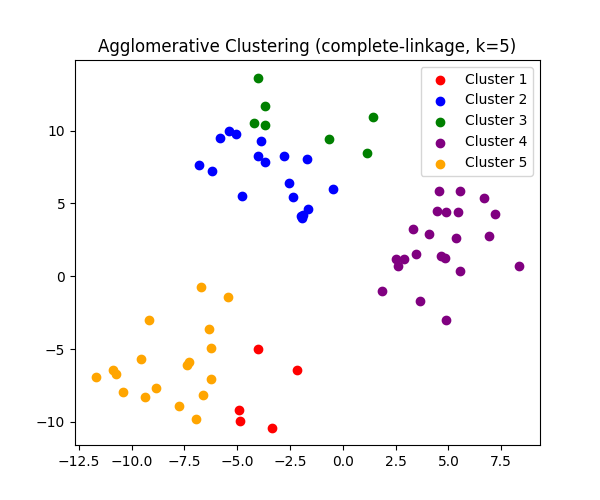 Agglomerative Clustering (complete-linkage, k=5)
Cluster 1
Cluster 2
Cluster 3
Cluster 4
Cluster 5
10
5
0
−5
−10
−12.5 −10.0 −7.5 −5.0 −2.5 0.0 2.5 5.0 7.5